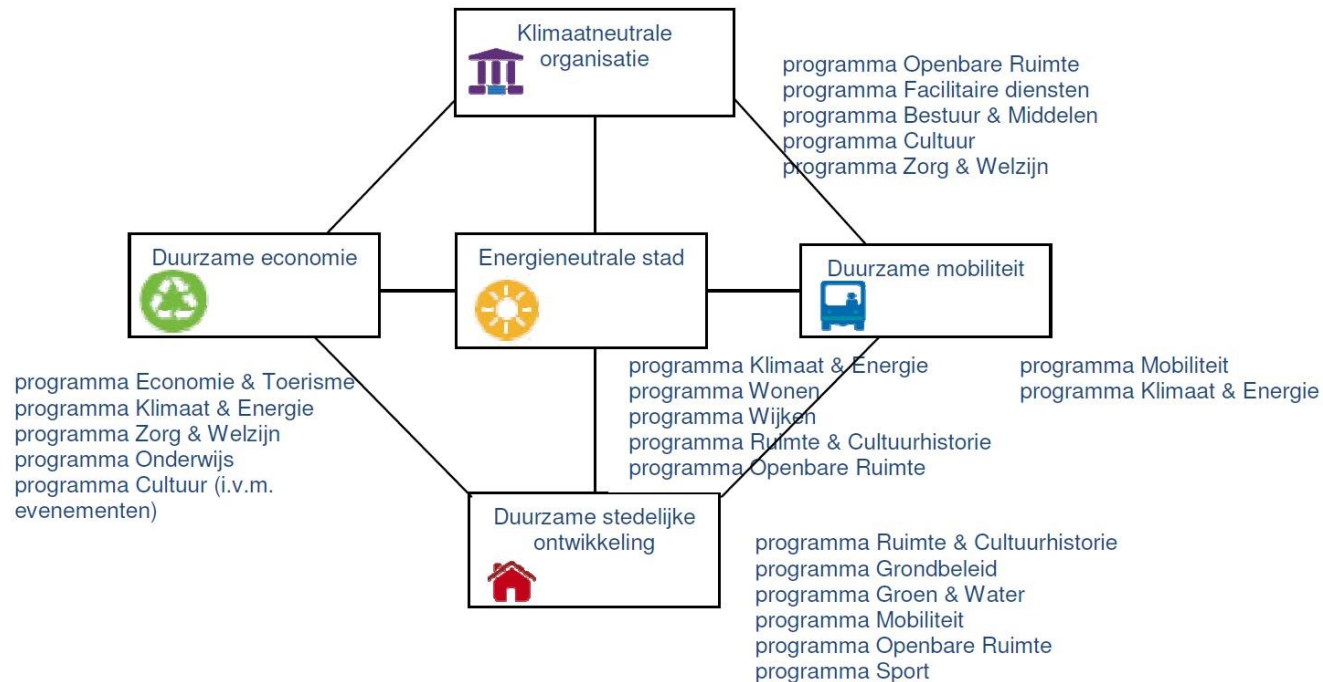 Klimaatneutrale
organisatie
programma Openbare Ruimte
programma Facilitaire diensten
programma Bestuur & Middelen
programma Cultuur
programma Zorg & Welzijn
Duurzame economie
Energieneutrale stad
Duurzame mobiliteit
programma Economie & Toerisme
programma Klimaat & Energie
programma Zorg & Welzijn
programma Onderwijs
programma Cultuur (i.v.m.
evenementen)
programma Klimaat & Energie
programma Wonen
programma Wijken
programma Ruimte & Cultuurhistorie
programma Openbare Ruimte
programma Mobiliteit
programma Klimaat & Energie
Duurzame stedelijke
ontwikkeling
programma Ruimte & Cultuurhistorie
programma Grondbeleid
programma Groen & Water
programma Mobiliteit
programma Openbare Ruimte
programma Sport